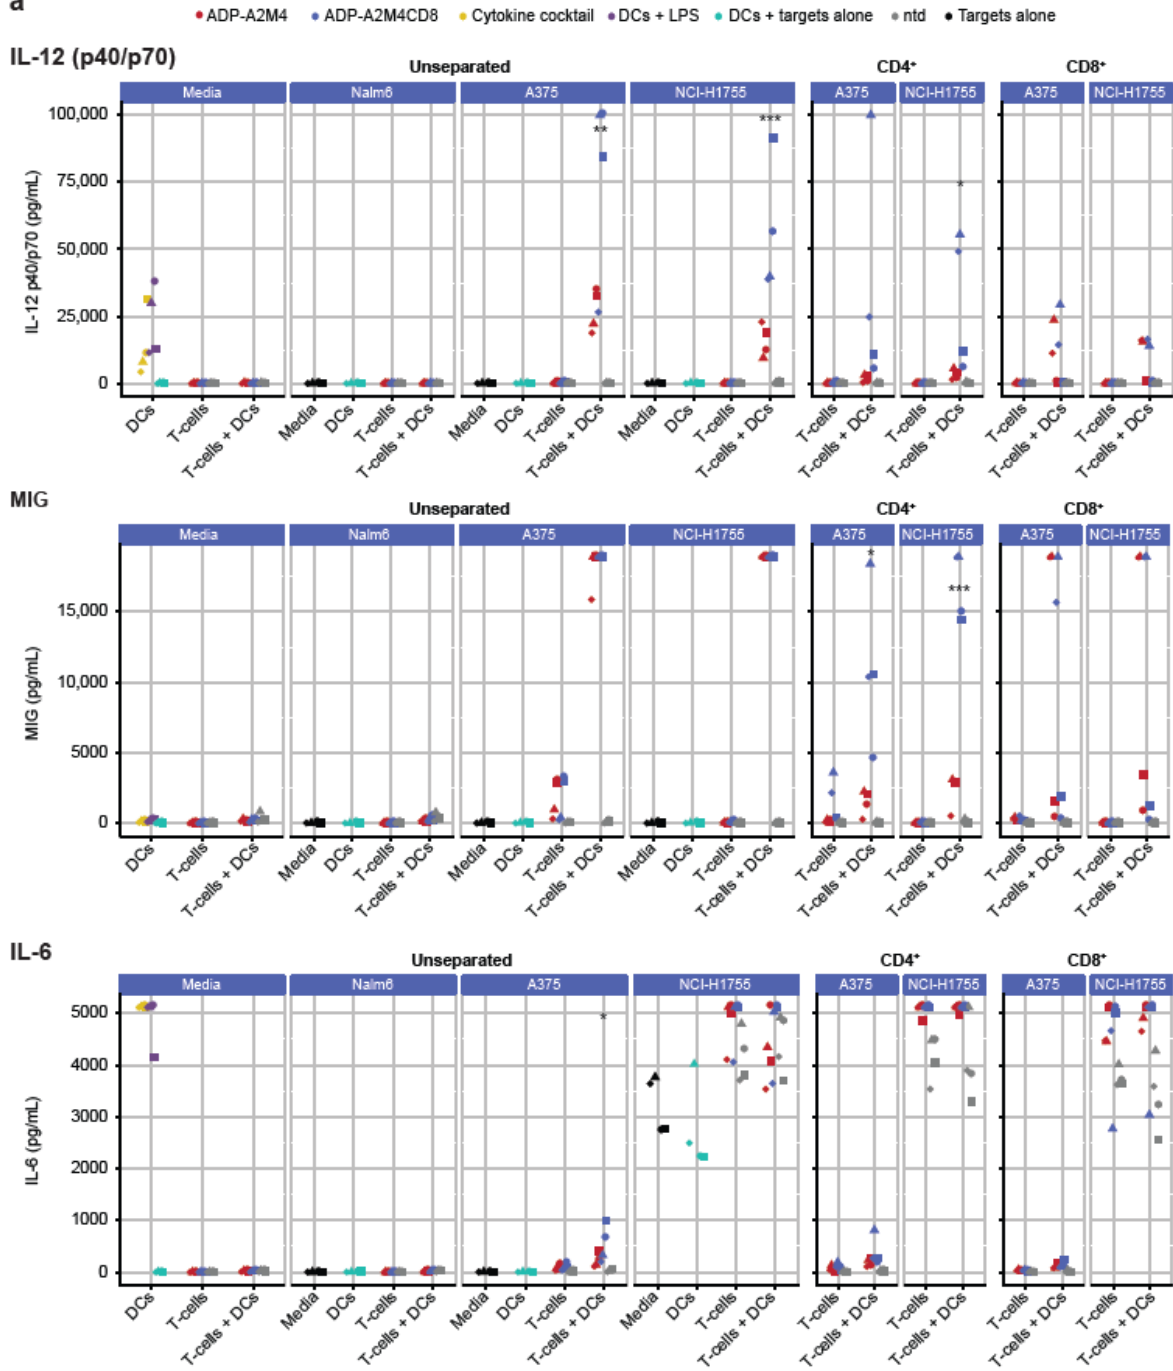 a
ADP-A2M4 ADP-A2M4CD8 Cytokine cocktail DCs + LPS DCs + targets alone ntd Targets alone
IL-12 (p40/p70)
Unseparated CD4⁺ CD8⁺
Media Nalm6 A375 NCI-H1755 A375 NCI-H1755 A375 NCI-H1755
IL-12 p40/p70 (pg/mL)
100,000
75,000
50,000
25,000
0
** *** *
DCs T-cells T-cells + DCs Media DCs T-cells T-cells + DCs Media DCs T-cells T-cells + DCs Media DCs T-cells T-cells + DCs T-cells T-cells + DCs T-cells T-cells + DCs T-cells T-cells + DCs T-cells T-cells + DCs
MIG
Unseparated CD4⁺ CD8⁺
Media Nalm6 A375 NCI-H1755 A375 NCI-H1755 A375 NCI-H1755
MIG (pg/mL)
15,000
10,000
5000
0
* ***
DCs T-cells T-cells + DCs Media DCs T-cells T-cells + DCs Media DCs T-cells T-cells + DCs Media DCs T-cells T-cells + DCs T-cells T-cells + DCs T-cells T-cells + DCs T-cells T-cells + DCs T-cells T-cells + DCs
IL-6
Unseparated CD4⁺ CD8⁺
Media Nalm6 A375 NCI-H1755 A375 NCI-H1755 A375 NCI-H1755
IL-6 (pg/mL)
5000
4000
3000
2000
1000
0
*
DCs T-cells T-cells + DCs Media DCs T-cells T-cells + DCs Media DCs T-cells T-cells + DCs Media DCs T-cells T-cells + DCs T-cells T-cells + DCs T-cells T-cells + DCs T-cells T-cells + DCs T-cells T-cells + DCs